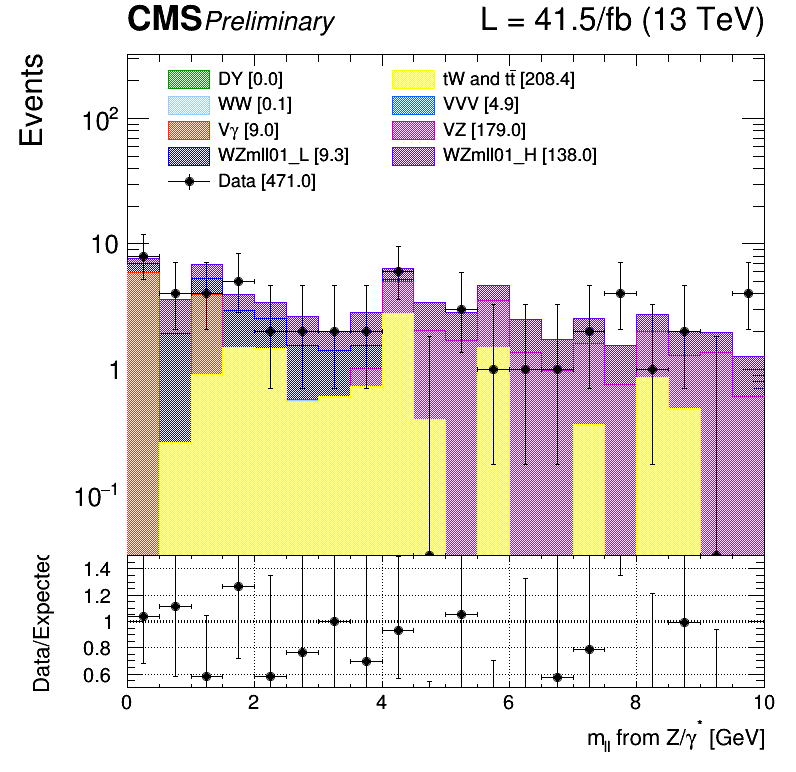 CMS Preliminary L = 41.5/fb (13 TeV)
Events
DY [0.0] tW and tt̄ [208.4]
WW [0.1] VVV [4.9]
Vγ [9.0] VZ [179.0]
WZmll01_L [9.3] WZmll01_H [138.0]
Data [471.0]
10²
10
1
10⁻¹
Data/Expected
1.4
1.2
1
0.8
0.6
0 2 4 6 8 10
m_ll from Z/γ* [GeV]